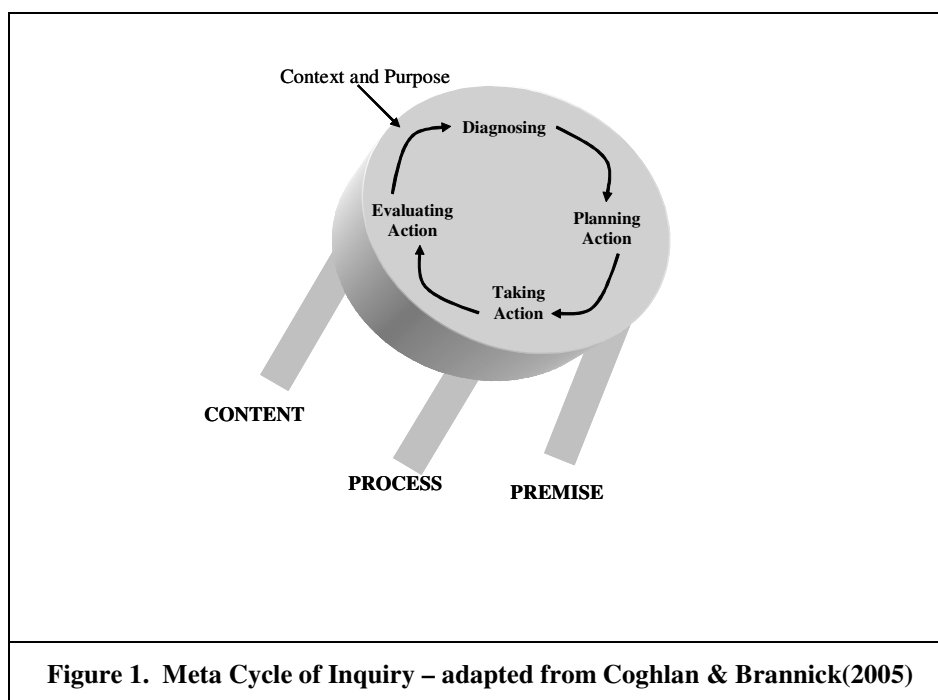 Context and Purpose
Diagnosing
Evaluating
Action
Planning
Action
Taking
Action
CONTENT
PROCESS
PREMISE
Figure 1.  Meta Cycle of Inquiry – adapted from Coghlan & Brannick(2005)